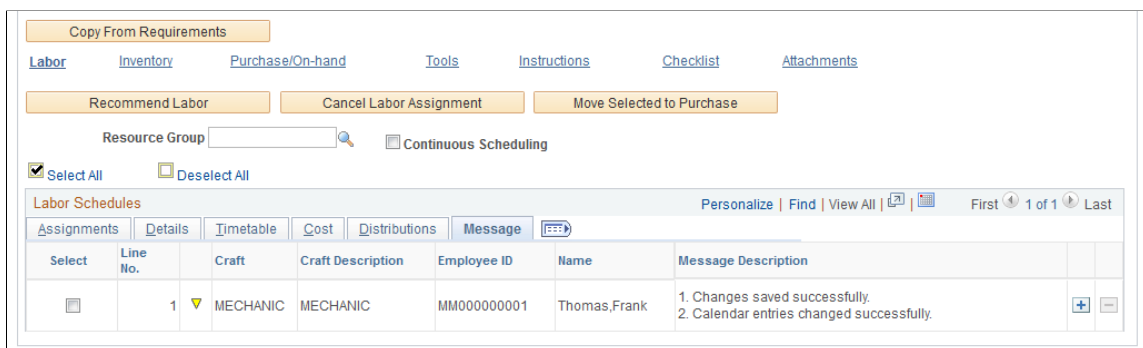 Copy From Requirements
Labor Inventory Purchase/On-hand Tools Instructions Checklist Attachments
Recommend Labor Cancel Labor Assignment Move Selected to Purchase
Resource Group Continuous Scheduling
Select All Deselect All
Labor Schedules Personalize | Find | View All | | First 1 of 1 Last
Assignments Details Timetable Cost Distributions Message
Select Line No. Craft Craft Description Employee ID Name Message Description
1 MECHANIC MECHANIC MM000000001 Thomas,Frank 1. Changes saved successfully.
2. Calendar entries changed successfully.